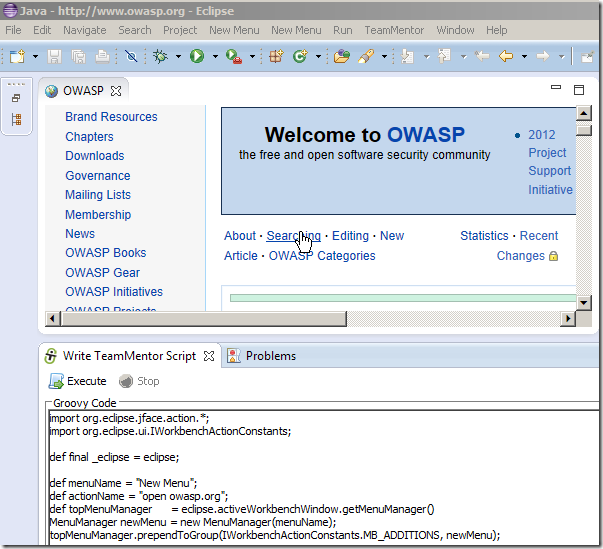 Java - http://www.owasp.org - Eclipse
File Edit Navigate Search Project New Menu New Menu Run TeamMentor Window Help
OWASP
Brand Resources
Chapters
Downloads
Governance
Mailing Lists
Membership
News
OWASP Books
OWASP Gear
OWASP Initiatives
OWASP Projects
Welcome to OWASP
the free and open software security community
2012
Project
Support
Initiative
About · Searching · Editing · New
Article · OWASP Categories
Statistics · Recent
Changes
Write TeamMentor Script
Problems
Execute Stop
Groovy Code
import org.eclipse.jface.action.*;
import org.eclipse.ui.IWorkbenchActionConstants;
def final _eclipse = eclipse;
def menuName = "New Menu";
def actionName = "open owasp.org";
def topMenuManager = eclipse.activeWorkbenchWindow.getMenuManager()
MenuManager newMenu = new MenuManager(menuName);
topMenuManager.prependToGroup(IWorkbenchActionConstants.MB_ADDITIONS, newMenu);